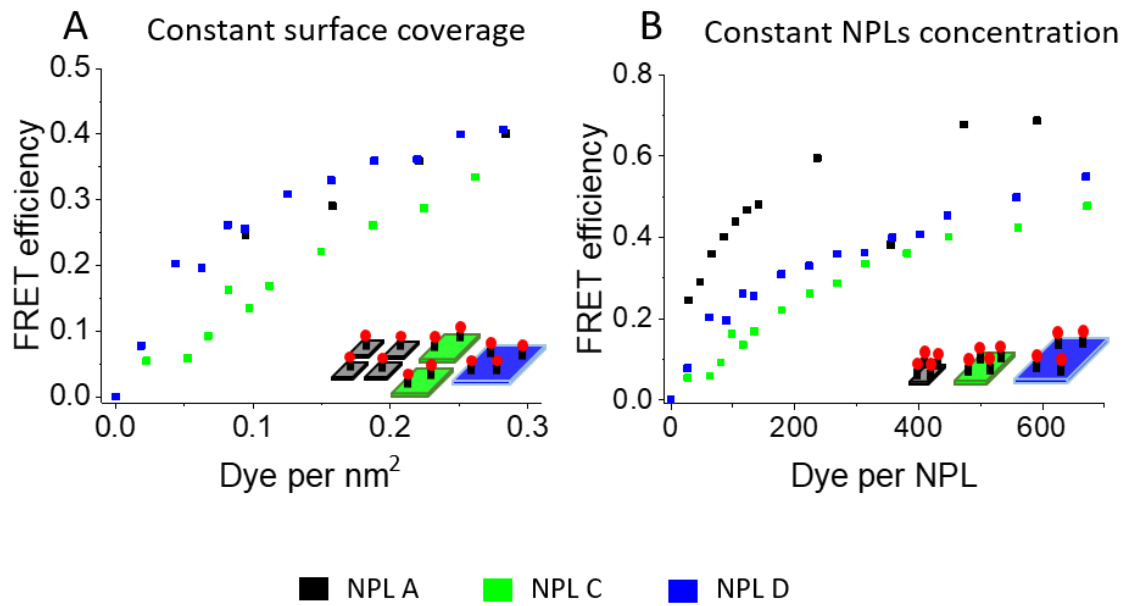 A Constant surface coverage
0.5
0.4
0.3
0.2
0.1
0.0
FRET efficiency
0.0 0.1 0.2 0.3
Dye per nm²
B Constant NPLs concentration
0.8
0.6
0.4
0.2
0.0
FRET efficiency
0 200 400 600
Dye per NPL
NPL A NPL C NPL D